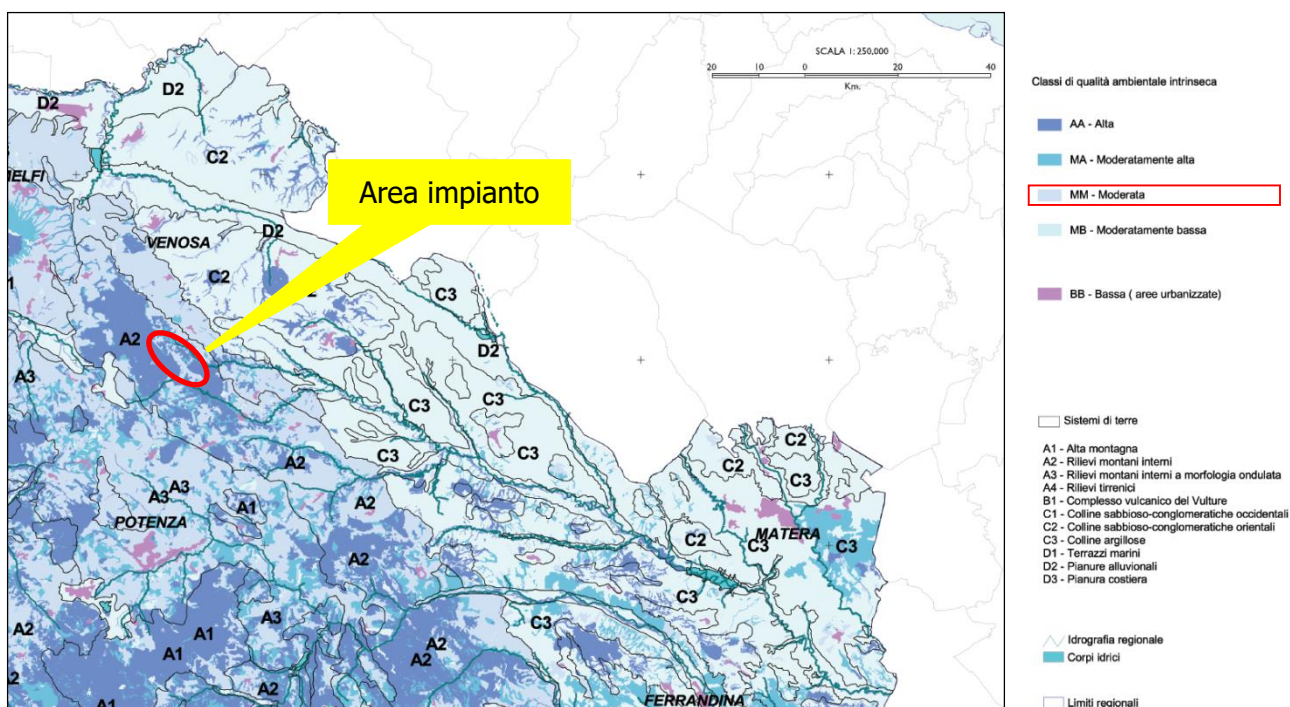 SCALA 1: 250,000
20 10 0 20 40
Km.
D2
D2
C2
ELFI
Area impianto
VENOSA
D2
C2
C3
A2
D2
A3
C3
C3
C3
C3
A2
C2
C2
C3
A3
A3
A1
A2
POTENZA
MATERA
C2
C3
C3
A2
C3
A3
C3
A1
A2
A2
A1
A2
A2
FERRANDINA
A1
Classi di qualità ambientale intrinseca
AA - Alta
MA - Moderatamente alta
MM - Moderata
MB - Moderatamente bassa
BB - Bassa ( aree urbanizzate)
Sistemi di terre
A1 - Alta montagna
A2 - Rilievi montani interni
A3 - Rilievi montani interni a morfologia ondulata
A4 - Rilievi tirrenici
B1 - Complesso vulcanico del Vulture
C1 - Colline sabbioso-conglomeratiche occidentali
C2 - Colline sabbioso-conglomeratiche orientali
C3 - Colline argillose
D1 - Terrazzi marini
D2 - Pianure alluvionali
D3 - Pianura costiera
Idrografia regionale
Corpi idrici
Limiti regionali